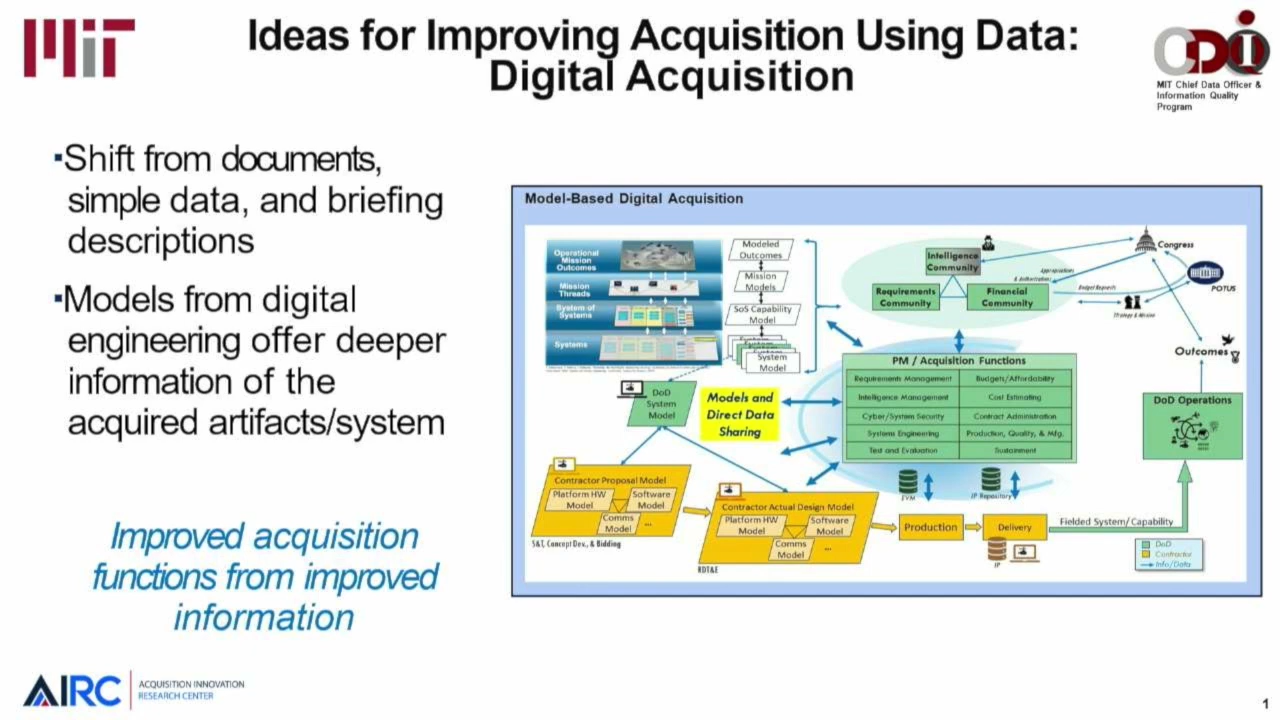 MIT
Ideas for Improving Acquisition Using Data:
Digital Acquisition
CDOIQ
MIT Chief Data Officer &
Information Quality
Program
▪Shift from documents,
simple data, and briefing
descriptions
▪Models from digital
engineering offer deeper
information of the
acquired artifacts/system
Improved acquisition
functions from improved
information
Model-Based Digital Acquisition
Operational
Mission
Outcomes
Mission
Threads
System of
Systems
Systems
Modeled
Outcomes
Mission
Models
SoS Capability
Model
System
System
System
Model
DoD
System
Model
Models and
Direct Data
Sharing
Intelligence
Community
Requirements
Community
Financial
Community
Congress
Appropriations
& Authorizations
Budget Requests
POTUS
Strategy & Mission
Outcomes
PM / Acquisition Functions
Requirements Management
Budgets/Affordability
Intelligence Management
Cost Estimating
Cyber/System Security
Contract Administration
Systems Engineering
Production, Quality, & Mfg.
Test and Evaluation
Sustainment
DoD Operations
EVM
IP Repository
Contractor Proposal Model
Platform HW
Model
Software
Model
Comms
Model
...
S&T, Concept Dev., & Bidding
Contractor Actual Design Model
Platform HW
Model
Software
Model
Comms
Model
...
RDT&E
Production
Delivery
IP
Fielded System/Capability
DoD
Contractor
Info/Data
AIRC
ACQUISITION INNOVATION
RESEARCH CENTER
1